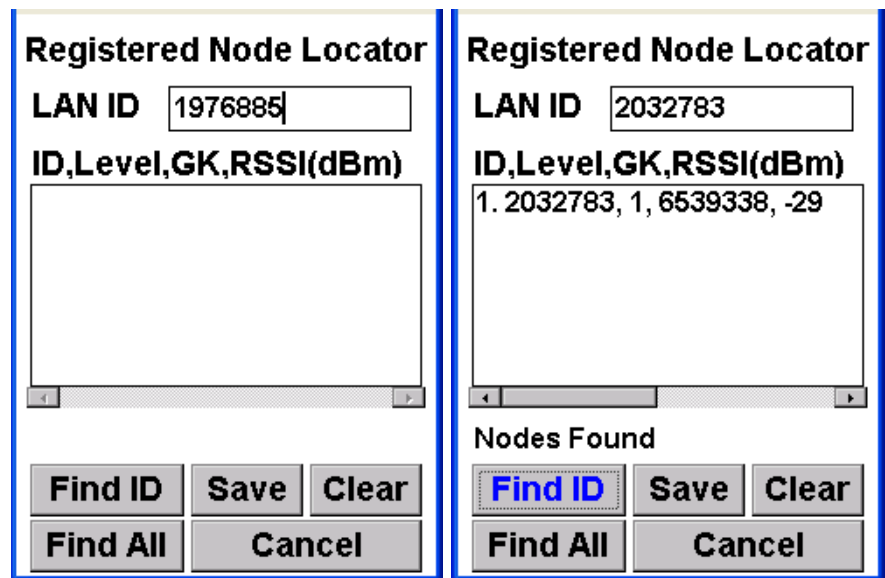 Registered Node Locator
LAN ID 1976885
ID,Level,GK,RSSI(dBm)
Find ID Save Clear
Find All Cancel
Registered Node Locator
LAN ID 2032783
ID,Level,GK,RSSI(dBm)
1. 2032783, 1, 6539338, -29
Nodes Found
Find ID Save Clear
Find All Cancel